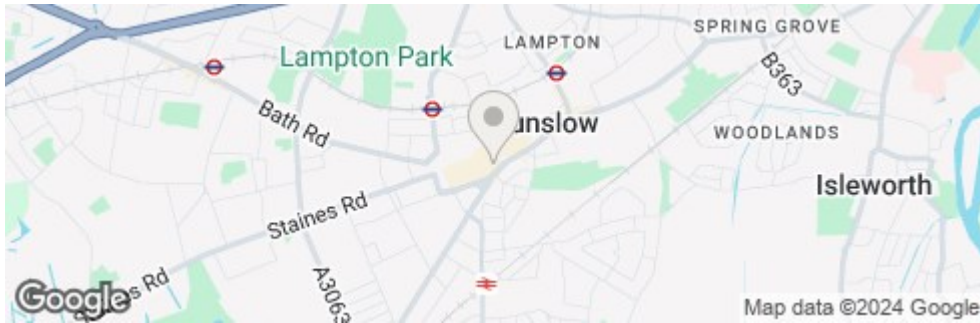 SPRING GROVE
LAMPTON
Lampton Park
B363
Bath Rd
unslow
WOODLANDS
Isleworth
Staines Rd
A3063
Rd
Google
Map data ©2024 Google